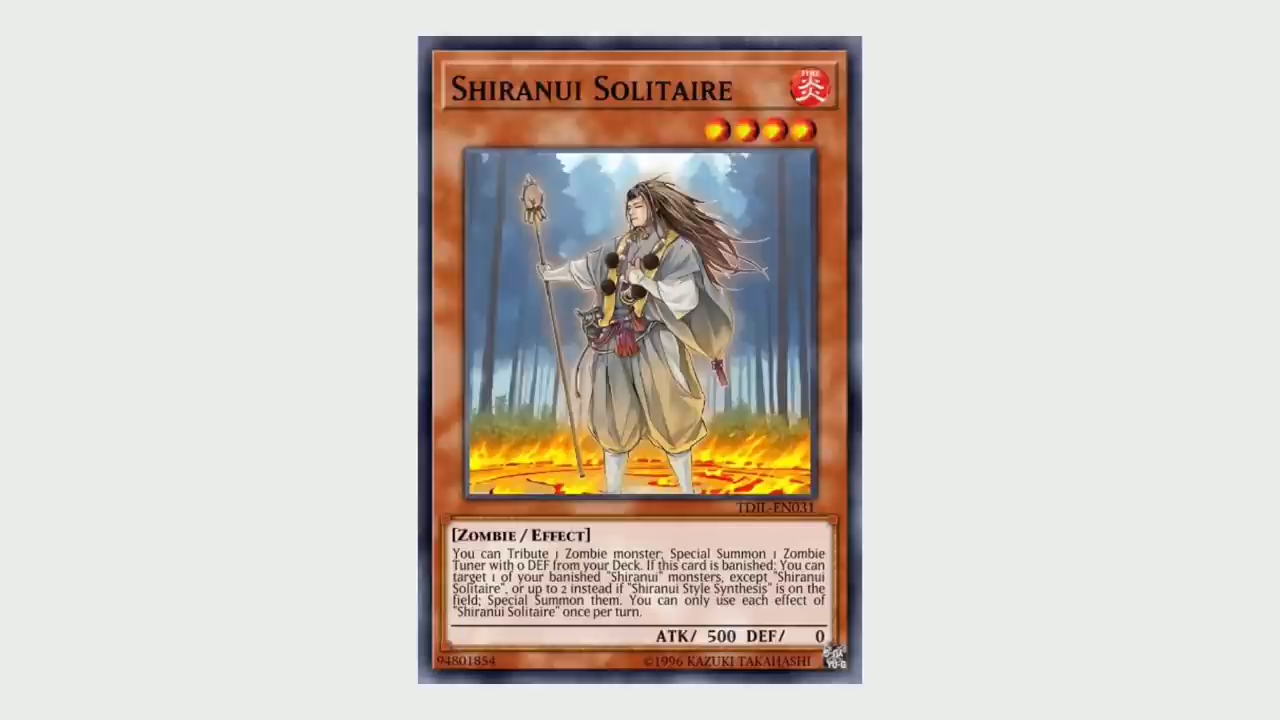 SHIRANUI SOLITAIRE
FIRE
炎
TDIL-EN031
[ZOMBIE / EFFECT]
You can Tribute 1 Zombie monster; Special Summon 1 Zombie
Tuner with 0 DEF from your Deck. If this card is banished: You can
target 1 of your banished "Shiranui" monsters, except "Shiranui
Solitaire", or up to 2 instead if "Shiranui Style Synthesis" is on the
field; Special Summon them. You can only use each effect of
"Shiranui Solitaire" once per turn.
ATK/ 500 DEF/ 0
94801854 ©1996 KAZUKI TAKAHASHI